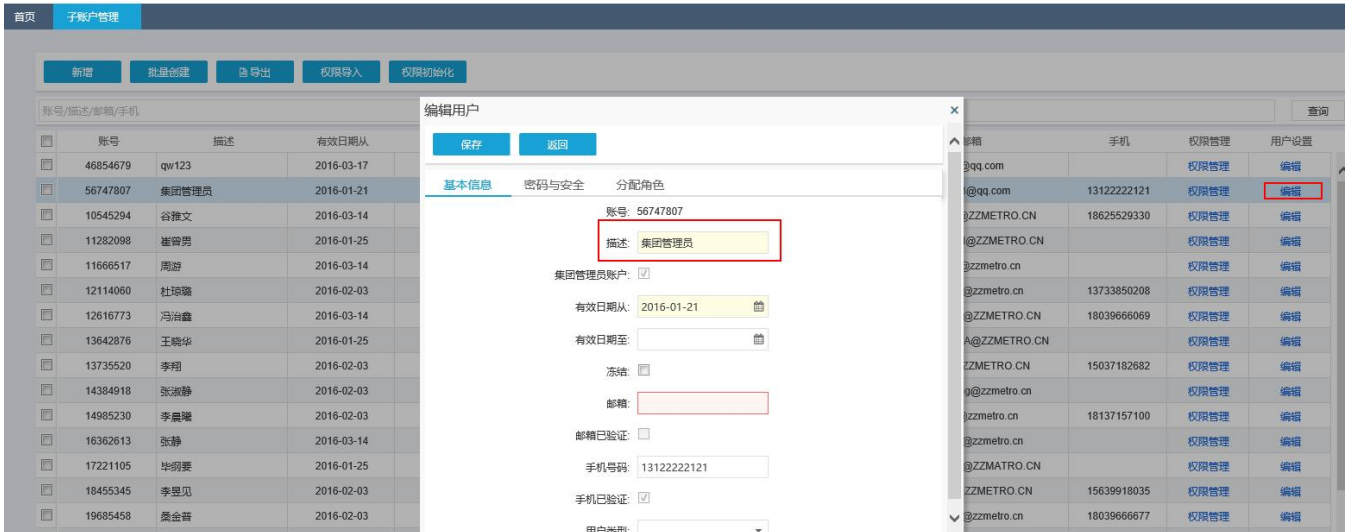 首页 子账户管理
新增 批量创建 导出 权限导入 权限初始化
账号/描述/邮箱/手机 查询
账号 描述 有效日期从 邮箱 手机 权限管理 用户设置
46854679 qw123 2016-03-17 @qq.com 权限管理 编辑
56747807 集团管理员 2016-01-21 @qq.com 13122222121 权限管理 编辑
10545294 谷雅文 2016-03-14 @ZZMETRO.CN 18625529330 权限管理 编辑
11282098 崔曾男 2016-01-25 @ZZMETRO.CN 权限管理 编辑
11666517 周游 2016-03-14 @zzmetro.cn 权限管理 编辑
12114060 杜琼璐 2016-02-03 @zzmetro.cn 13733850208 权限管理 编辑
12616773 冯治鑫 2016-03-14 @ZZMETRO.CN 18039666069 权限管理 编辑
13642876 王晓华 2016-01-25 A@ZZMETRO.CN 权限管理 编辑
13735520 李翔 2016-02-03 ZZMETRO.CN 15037182682 权限管理 编辑
14384918 张淑静 2016-02-03 g@zzmetro.cn 权限管理 编辑
14985230 李晨曦 2016-02-03 zzmetro.cn 18137157100 权限管理 编辑
16362613 张静 2016-03-14 @zzmetro.cn 权限管理 编辑
17221105 毕纲要 2016-01-25 @ZZMATRO.CN 权限管理 编辑
18455345 李昱见 2016-02-03 ZZMETRO.CN 15639918035 权限管理 编辑
19685458 桑金普 2016-02-03 @zzmetro.cn 18039666677 权限管理 编辑
编辑用户 ×
保存 返回
基本信息 密码与安全 分配角色
账号: 56747807
描述: 集团管理员
集团管理员账户:
有效日期从: 2016-01-21
有效日期至:
冻结:
邮箱:
邮箱已验证:
手机号码: 13122222121
手机已验证:
用户类型: